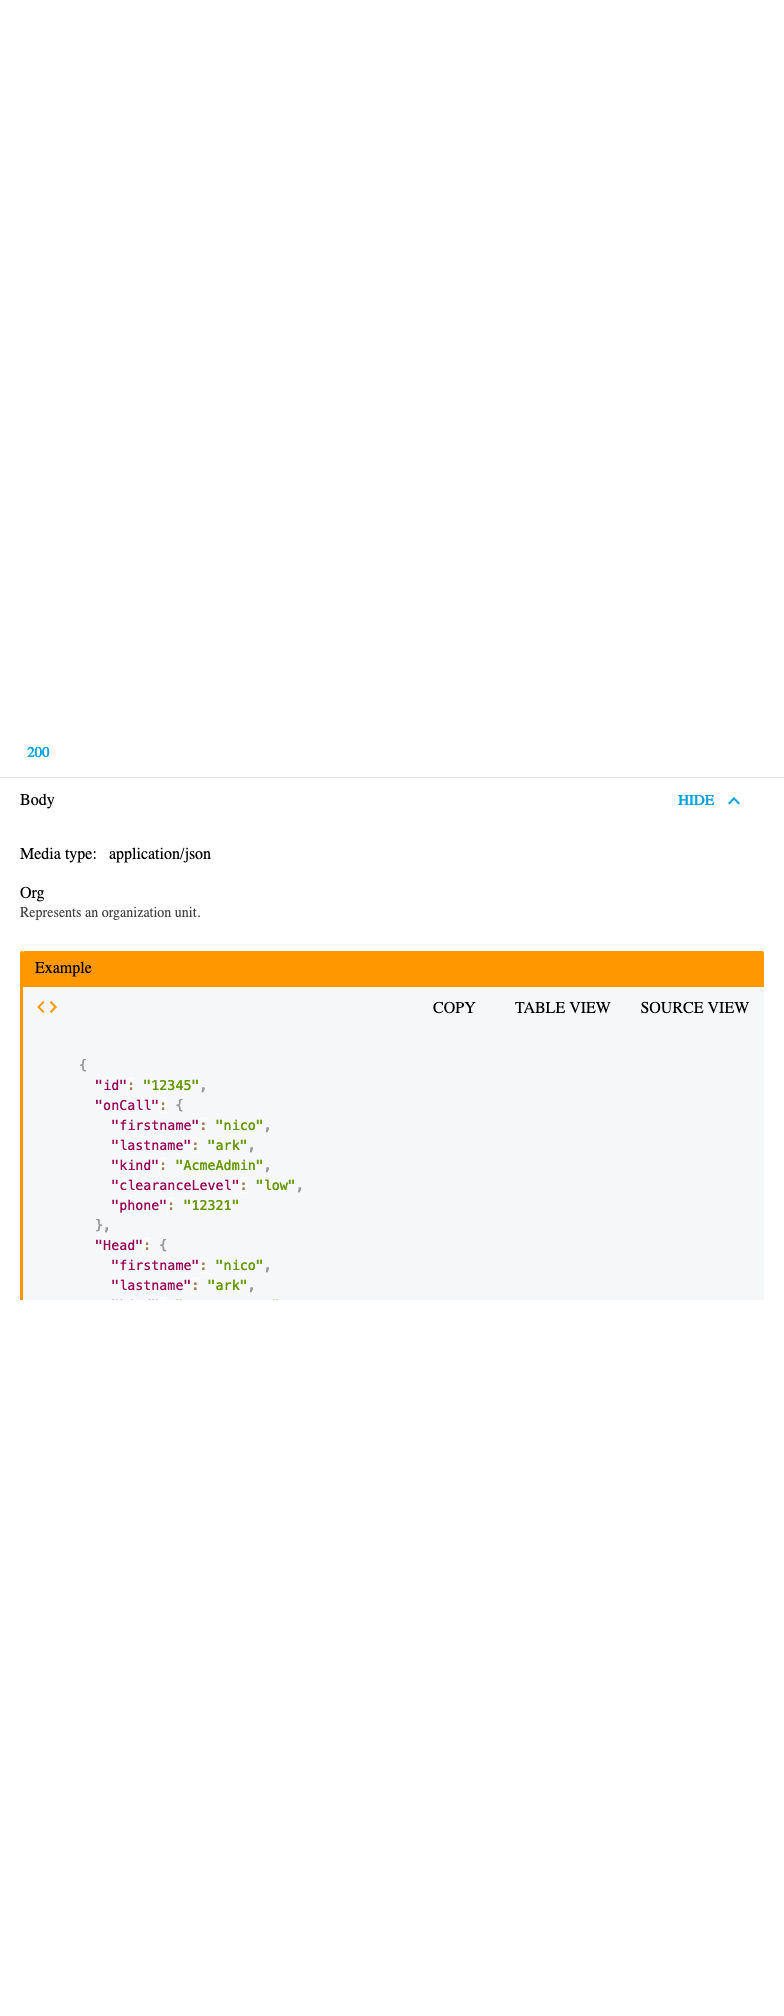 200
Body HIDE
Media type: application/json
Org
Represents an organization unit.
Example
COPY TABLE VIEW SOURCE VIEW
{
  "id": "12345",
  "onCall": {
    "firstname": "nico",
    "lastname": "ark",
    "kind": "AcmeAdmin",
    "clearanceLevel": "low",
    "phone": "12321"
  },
  "Head": {
    "firstname": "nico",
    "lastname": "ark",